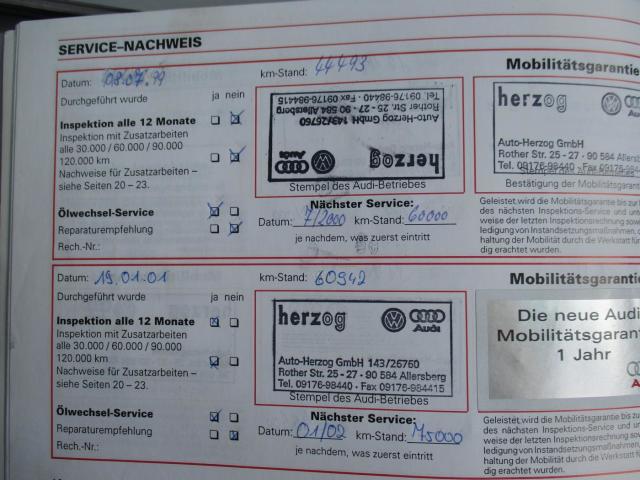 SERVICE–NACHWEIS
Datum: 08.07.99
km-Stand: 44493
Mobilitätsgarantie
Durchgeführt wurde ja nein
Inspektion alle 12 Monate
Inspektion mit Zusatzarbeiten
alle 30.000 / 60.000 / 90.000
120.000 km
Nachweise für Zusatzarbeiten –
siehe Seiten 20 – 23.
Ölwechsel-Service
Reparaturempfehlung
Rech.-Nr.:
herzog
Audi
Auto-Herzog GmbH 143/26760
Rother Str. 25 - 27 - 90 584 Allersberg
Tel. 09176-98440 - Fax 09176-984415
Stempel des Audi-Betriebes
Nächster Service:
Datum: 7/2000 km-Stand: 60000
je nachdem, was zuerst eintritt
herzog
Auto-Herzog GmbH
Rother Str. 25 - 27 - 90 584 Allersberg
Tel. 09176-98440 - Fax 09176-984415
Bestätigung der Mobilitätsgarant
Geleistet wird die Mobilitätsgarantie bis zur
des nächsten Inspektions-Service und un
weise der letzten Inspektionsrechnung sow
ledigung von Instandsetzungsmaßnahmen,
haltung der Mobilität durch die Werkstatt fü
dig erachtet wurden.
Datum: 19.01.01
km-Stand: 60942
Mobilitätsgarantie
Durchgeführt wurde ja nein
Inspektion alle 12 Monate
Inspektion mit Zusatzarbeiten
alle 30.000 / 60.000 / 90.000
120.000 km
Nachweise für Zusatzarbeiten –
siehe Seiten 20 – 23.
Ölwechsel-Service
Reparaturempfehlung
Rech.-Nr.:
herzog
Audi
Auto-Herzog GmbH 143/26760
Rother Str. 25 - 27 - 90 584 Allersberg
Tel. 09176-98440 - Fax 09176-984415
Stempel des Audi-Betriebes
Nächster Service:
Datum: 01/02 km-Stand: 75000
je nachdem, was zuerst eintritt
Die neue Audi
Mobilitätsgarant
1 Jahr
Geleistet wird die Mobilitätsgarantie bis zur
des nächsten Inspektions-Service und un
weise der letzten Inspektionsrechnung sow
ledigung von Instandsetzungsmaßnahmen
haltung der Mobilität durch die Werkstatt fü
dig erachtet wurden.